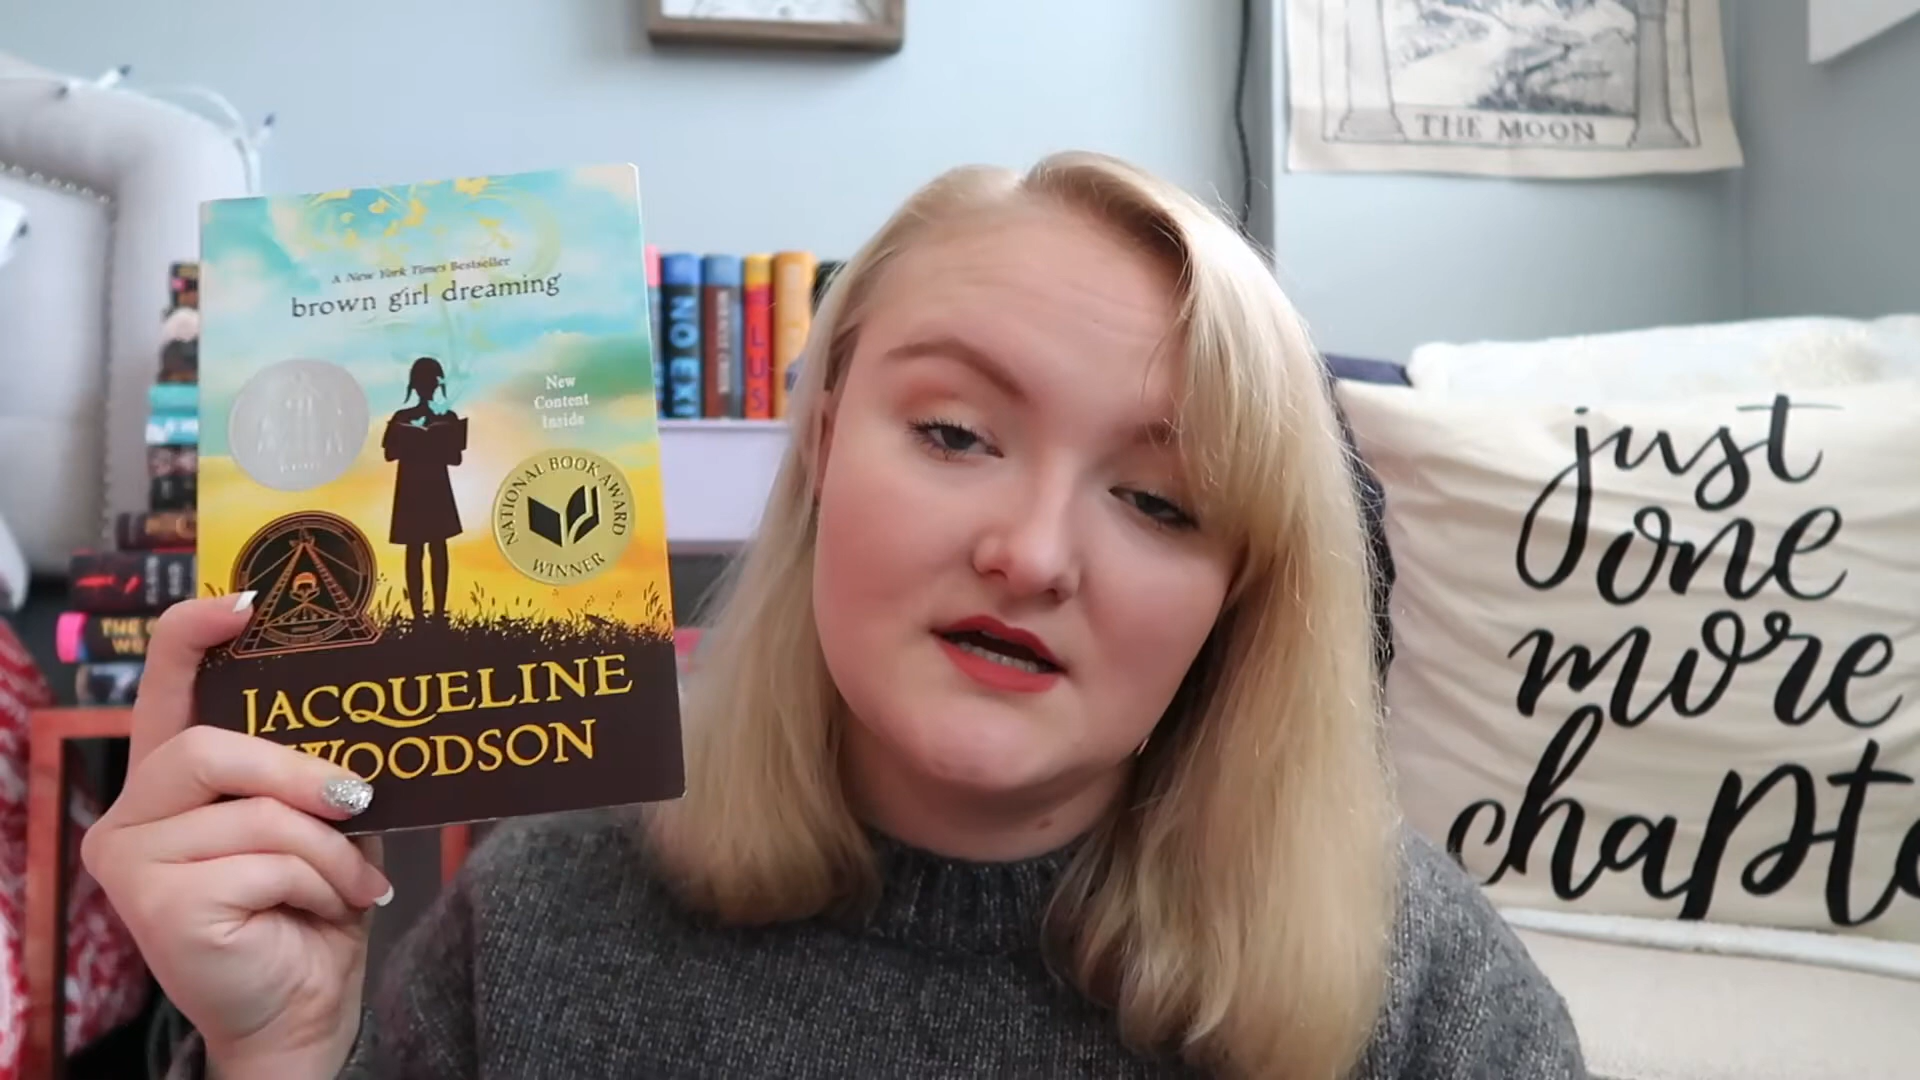 THE MOON
A New York Times Bestseller
brown girl dreaming
New
Content
Inside
NATIONAL BOOK AWARD
WINNER
JACQUELINE
WOODSON
NO EXI
just
one
more
chapte